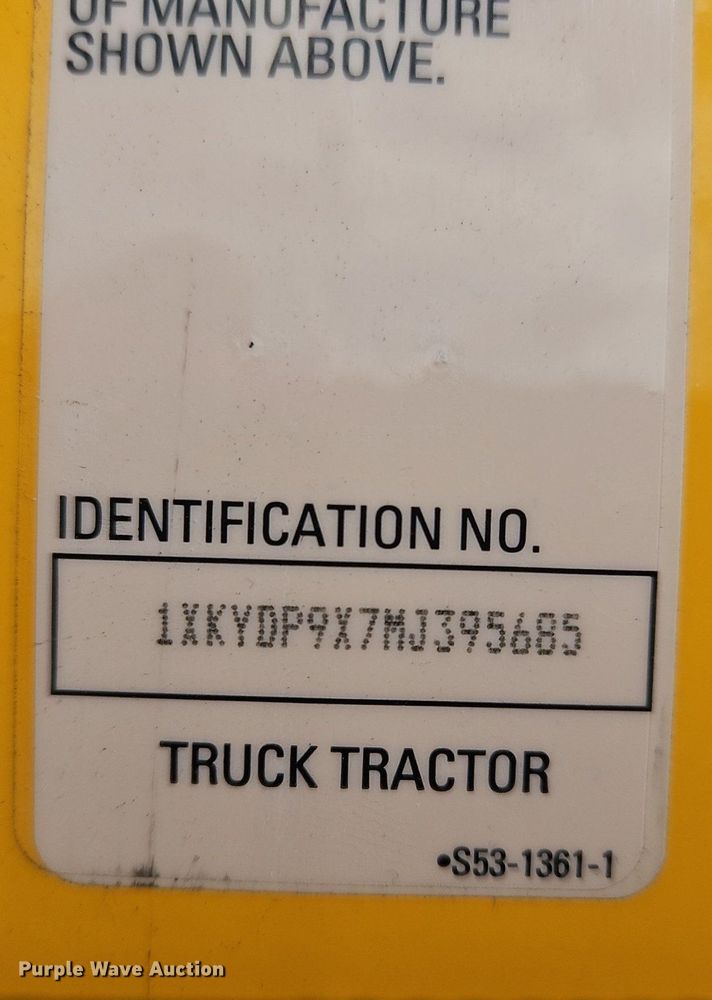 OF MANUFACTURE
SHOWN ABOVE.
IDENTIFICATION NO.
1XKYDP9X7MJ395685
TRUCK TRACTOR
•S53-1361-1
Purple Wave Auction